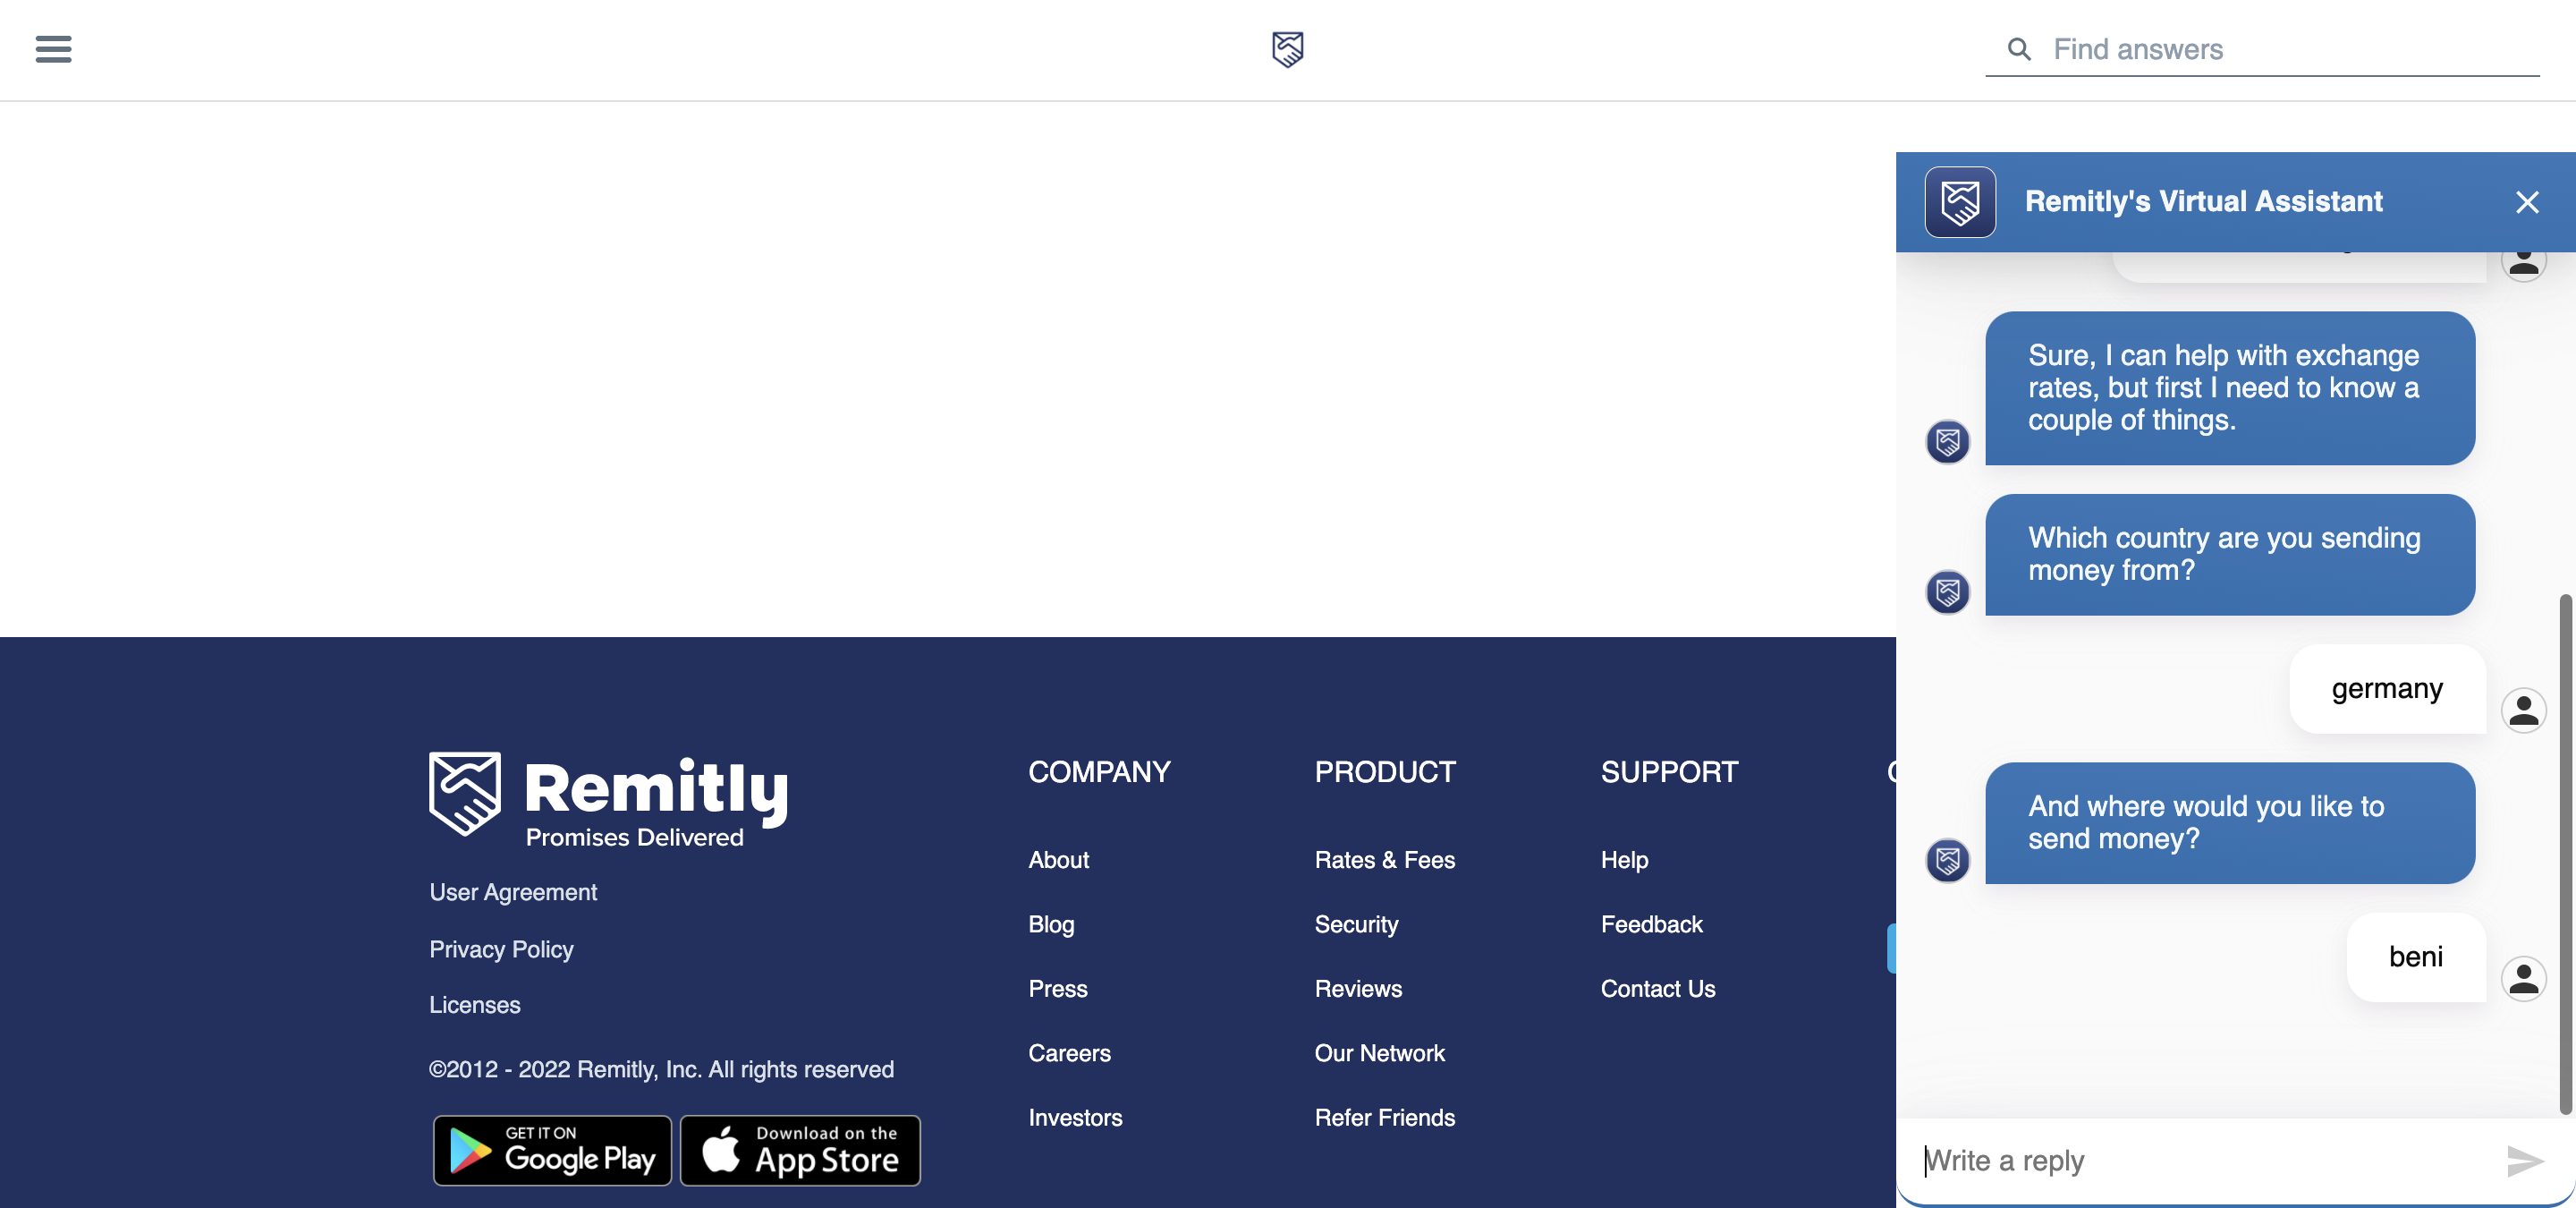 Find answers
Remitly's Virtual Assistant
Sure, I can help with exchange
rates, but first I need to know a
couple of things.
Which country are you sending
money from?
germany
And where would you like to
send money?
beni
Write a reply
Remitly
Promises Delivered
User Agreement
Privacy Policy
Licenses
©2012 - 2022 Remitly, Inc. All rights reserved
GET IT ON
Google Play
Download on the
App Store
COMPANY
About
Blog
Press
Careers
Investors
PRODUCT
Rates & Fees
Security
Reviews
Our Network
Refer Friends
SUPPORT
Help
Feedback
Contact Us